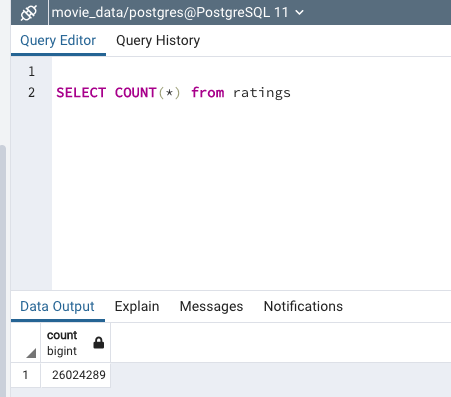 movie_data/postgres@PostgreSQL 11
Query Editor Query History
1
2 SELECT COUNT(*) from ratings
Data Output Explain Messages Notifications
count
bigint
1 26024289